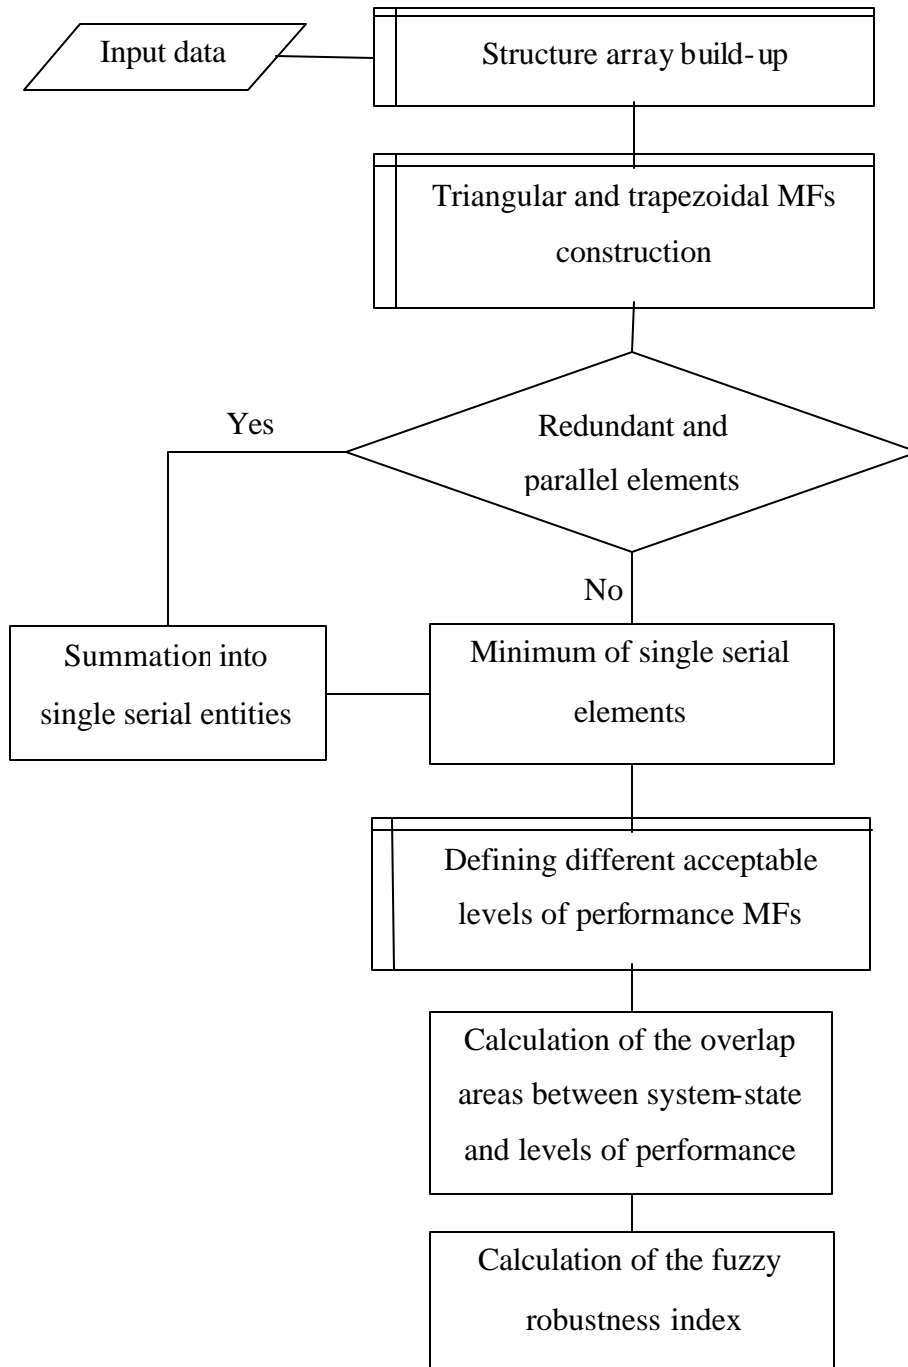 Input data
Structure array build-up
Triangular and trapezoidal MFs
construction
Redundant and
parallel elements
Yes
No
Summation into
single serial entities
Minimum of single serial
elements
Defining different acceptable
levels of performance MFs
Calculation of the overlap
areas between system-state
and levels of performance
Calculation of the fuzzy
robustness index